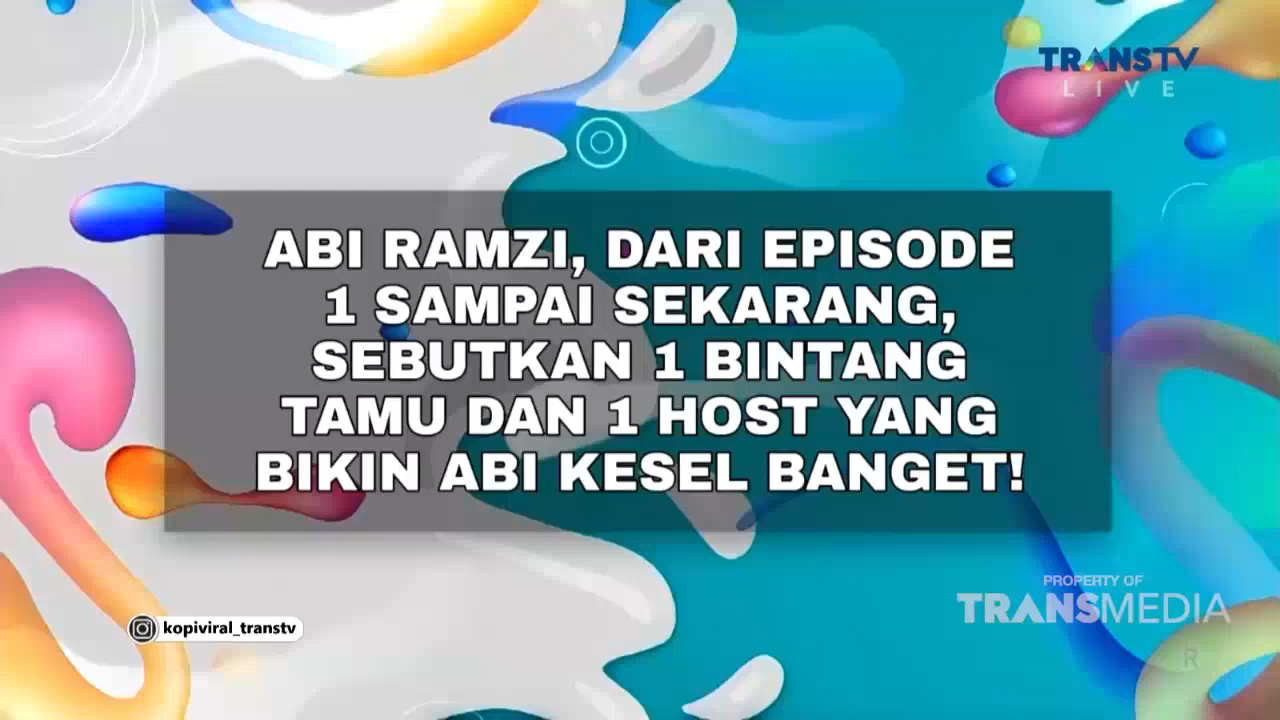 TRANSTV
LIVE
ABI RAMZI, DARI EPISODE
1 SAMPAI SEKARANG,
SEBUTKAN 1 BINTANG
TAMU DAN 1 HOST YANG
BIKIN ABI KESEL BANGET!
PROPERTY OF
TRANSMEDIA
kopiviral_transtv
R